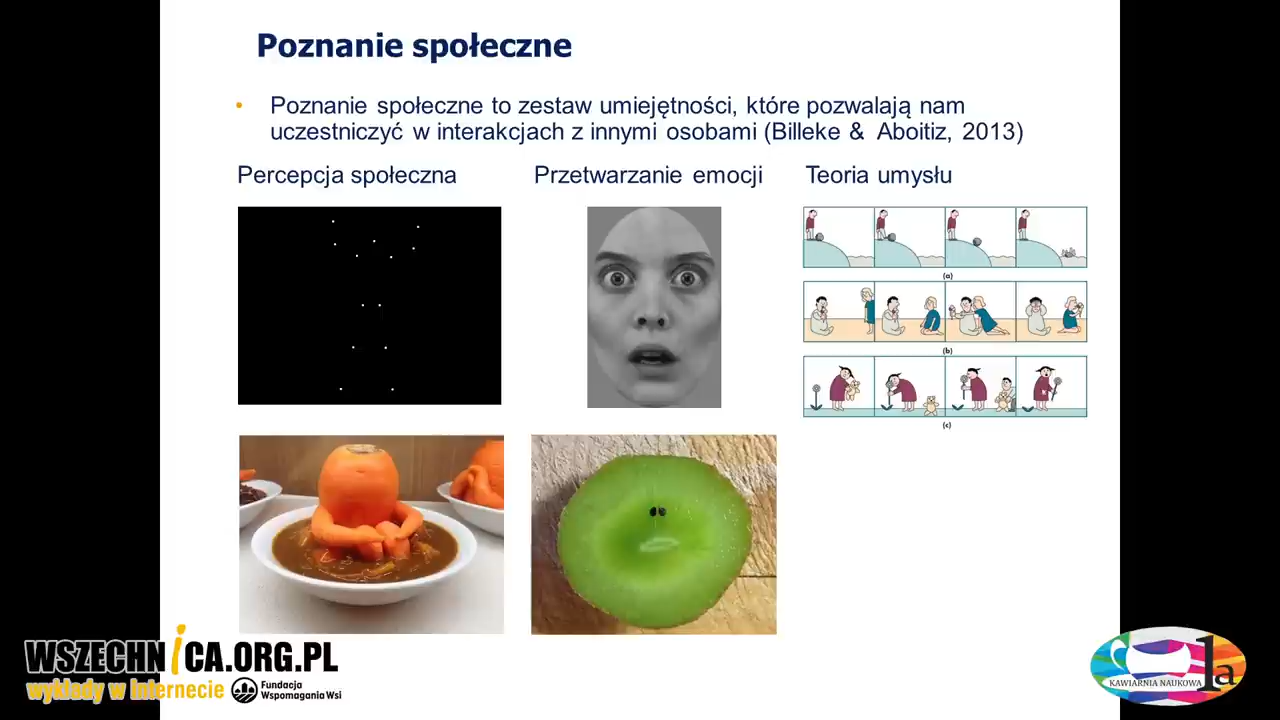 Poznanie społeczne
• Poznanie społeczne to zestaw umiejętności, które pozwalają nam
uczestniczyć w interakcjach z innymi osobami (Billeke & Aboitiz, 2013)
Percepcja społeczna
Przetwarzanie emocji
Teoria umysłu
(a)
(b)
(c)
WSZECHNICA.ORG.PL
wykłady w Internecie
Fundacja
Wspomagania Wsi
KAWIARNIA NAUKOWA
1a